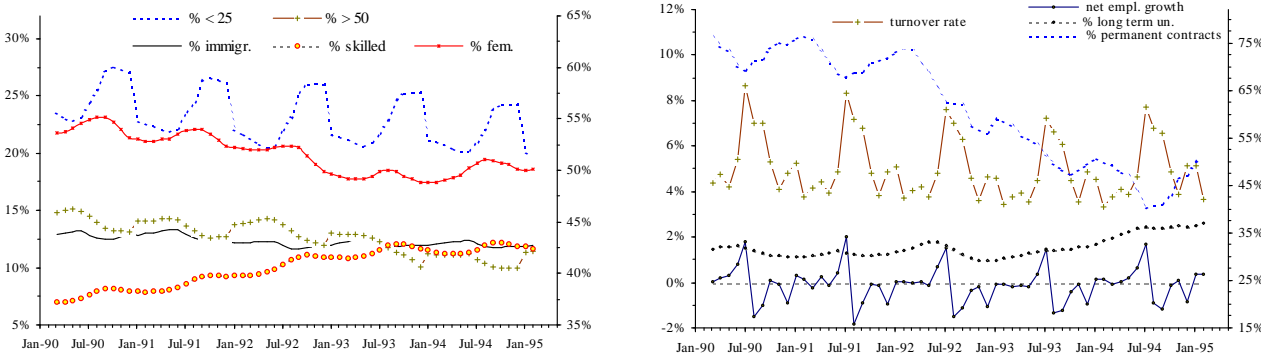 % < 25
% > 50
% immigr.
% skilled
% fem.
30%
25%
20%
15%
10%
5%
65%
60%
55%
50%
45%
40%
35%
Jan-90 Jul-90 Jan-91 Jul-91 Jan-92 Jul-92 Jan-93 Jul-93 Jan-94 Jul-94 Jan-95
turnover rate
net empl. growth
% long term un.
% permanent contracts
12%
10%
8%
6%
4%
2%
0%
-2%
75%
65%
55%
45%
35%
25%
15%
Jan-90 Jul-90 Jan-91 Jul-91 Jan-92 Jul-92 Jan-93 Jul-93 Jan-94 Jul-94 Jan-95